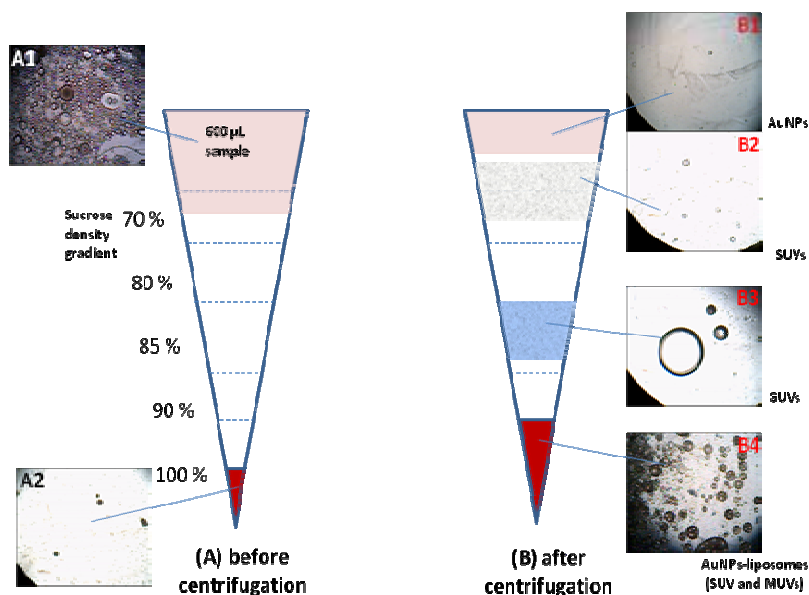 A1
600 µL
sample
Sucrose
density
gradient
70 %
80 %
85 %
90 %
100 %
A2
(A) before
centrifugation
B1
AuNPs
B2
SUVs
B3
SUVs
B4
AuNPs-liposomes
(SUV and MUVs)
(B) after
centrifugation